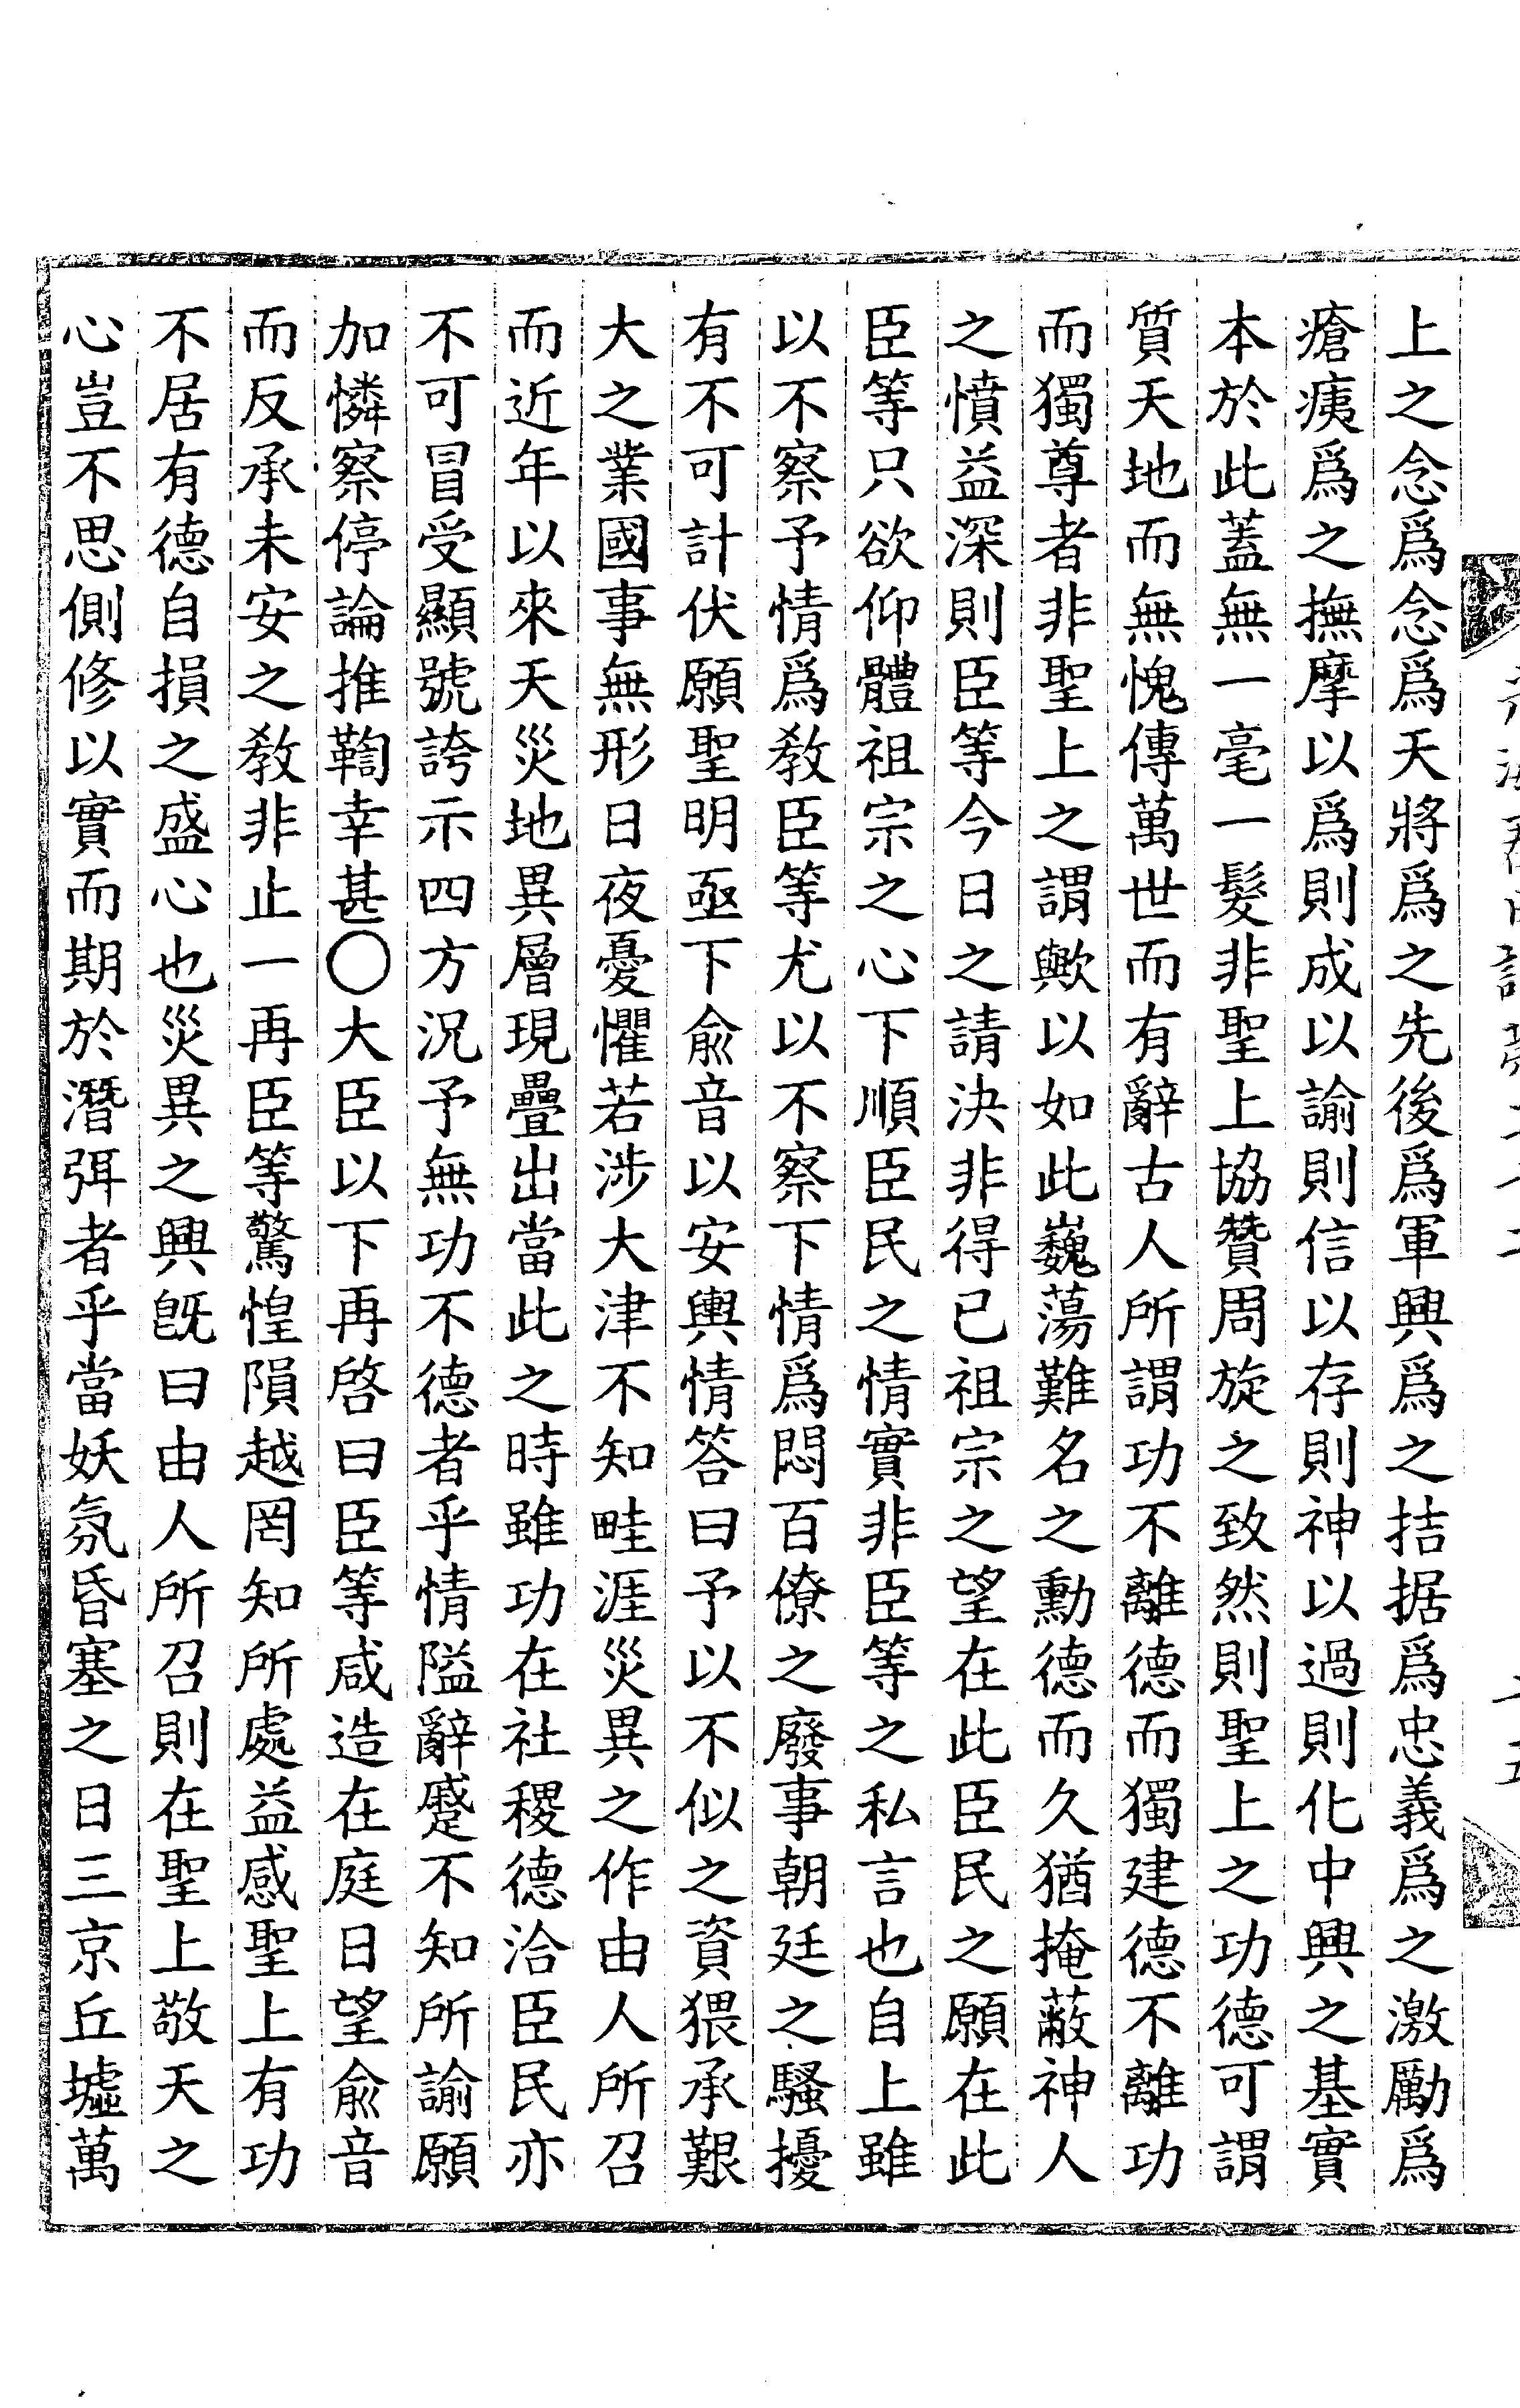 上之念爲念爲天將爲之先後爲軍興爲之拮据爲忠義爲之激勵爲
瘡痍爲之撫摩以爲則成以諭則信以存則神以過則化中興之基實
本於此蓋無一毫一髮非聖上協贊周旋之致然則聖上之功德可謂
質天地而無愧傳萬世而有辭古人所謂功不離德而獨建德不離功
而獨尊者非聖上之謂歟以如此巍蕩難名之勳德而久猶掩蔽神人
之憤益深則臣等今日之請決非得已祖宗之望在此臣民之願在此
臣等只欲仰體祖宗之心下順臣民之情實非臣等之私言也自上雖
以不察予情爲敎臣等尤以不察下情爲悶百僚之廢事朝廷之騷擾
有不可計伏願聖明亟下兪音以安輿情答曰予以不似之資猥承艱
大之業國事無形日夜憂懼若涉大津不知畦涯災異之作由人所召
而近年以來天災地異層現疊出當此之時雖功在社稷德洽臣民亦
不可冒受顯號誇示四方況予無功不德者乎情隘辭蹙不知所諭願
加憐察停論推鞫幸甚○大臣以下再啓曰臣等咸造在庭日望兪音
而反承未安之敎非止一再臣等驚惶隕越罔知所處益感聖上有功
不居有德自損之盛心也災異之興旣曰由人所召則在聖上敬天之
心豈不思側修以實而期於潛弭者乎當妖氛昏塞之日三京丘墟萬